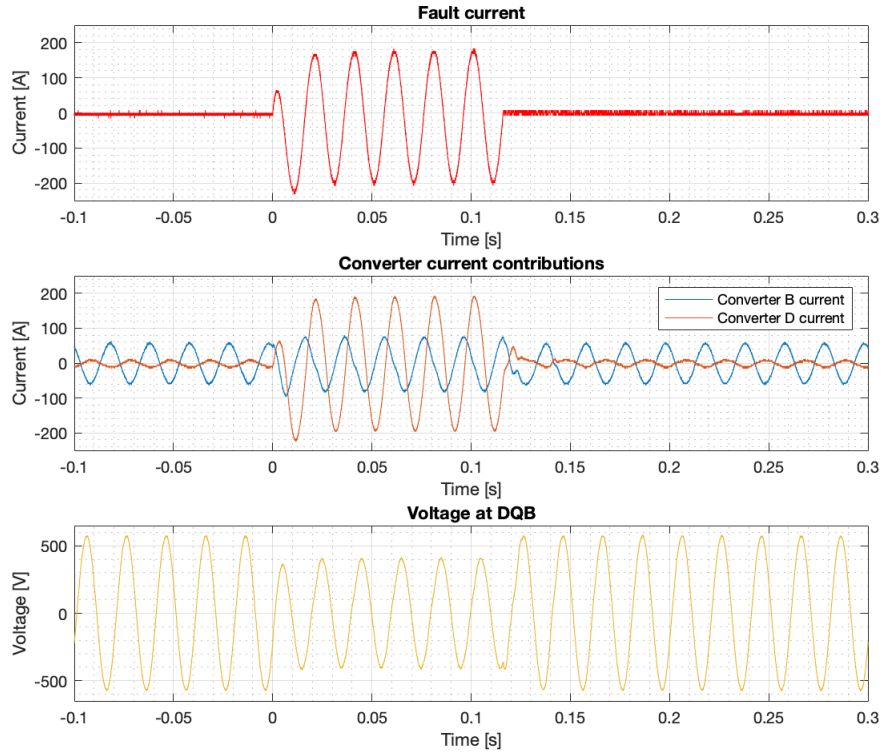 Fault current
200
100
0
-100
-200
Current [A]
-0.1 -0.05 0 0.05 0.1 0.15 0.2 0.25 0.3
Time [s]
Converter current contributions
200
100
0
-100
-200
Current [A]
Converter B current
Converter D current
-0.1 -0.05 0 0.05 0.1 0.15 0.2 0.25 0.3
Time [s]
Voltage at DQB
500
0
-500
Voltage [V]
-0.1 -0.05 0 0.05 0.1 0.15 0.2 0.25 0.3
Time [s]